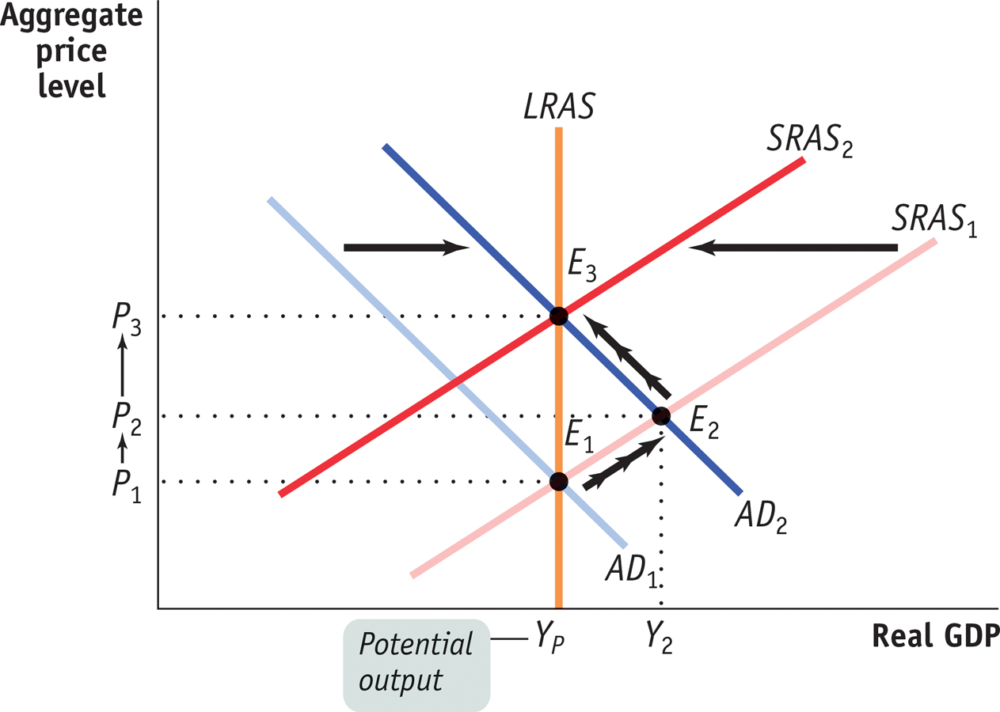 Aggregate
price
level
LRAS
SRAS₂
SRAS₁
E₃
P₃
P₂
E₁
E₂
P₁
AD₂
AD₁
Y_P
Y₂
Real GDP
Potential
output